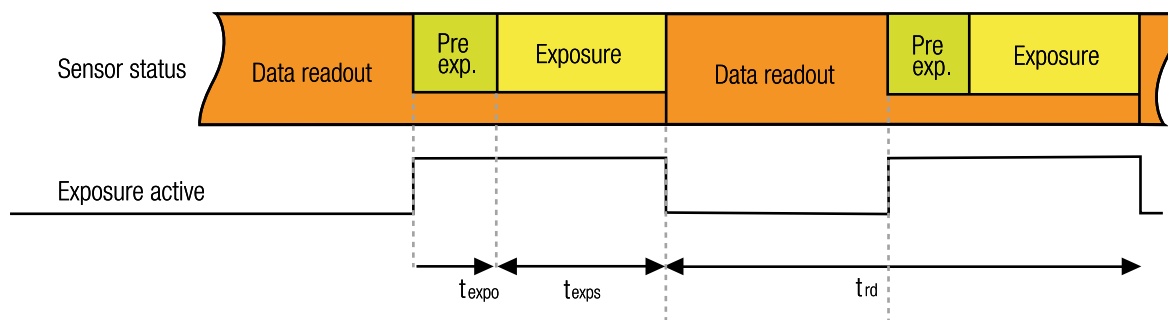 Sensor status
Data readout
Pre
exp.
Exposure
Data readout
Pre
exp.
Exposure
Exposure active
texpo
texps
trd